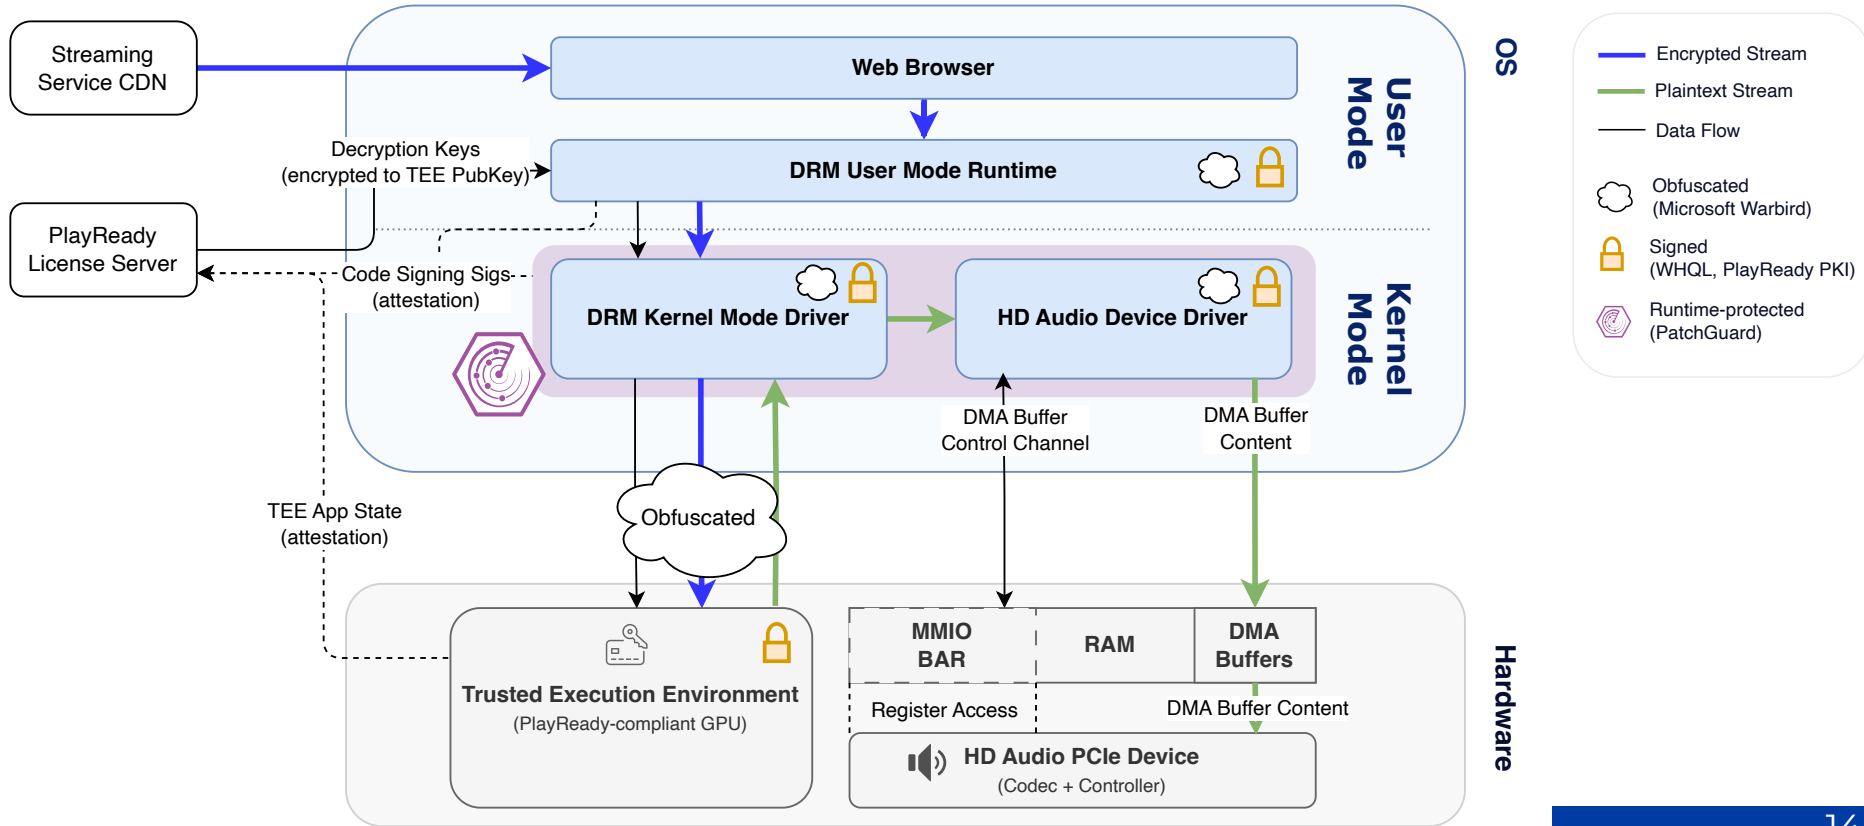 Streaming
Service CDN
Web Browser
User
Mode
OS
Encrypted Stream
Plaintext Stream
Data Flow
Decryption Keys
(encrypted to TEE PubKey)
DRM User Mode Runtime
Obfuscated
(Microsoft Warbird)
Signed
(WHQL, PlayReady PKI)
Runtime-protected
(PatchGuard)
PlayReady
License Server
Code Signing Sigs
(attestation)
DRM Kernel Mode Driver
HD Audio Device Driver
Kernel
Mode
DMA Buffer
Control Channel
DMA Buffer
Content
TEE App State
(attestation)
Obfuscated
Trusted Execution Environment
(PlayReady-compliant GPU)
MMIO
BAR
RAM
DMA
Buffers
Register Access
DMA Buffer Content
HD Audio PCIe Device
(Codec + Controller)
Hardware